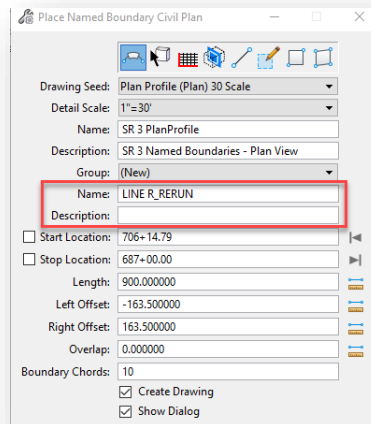 Place Named Boundary Civil Plan
Drawing Seed: Plan Profile (Plan) 30 Scale
Detail Scale: 1"=30'
Name: SR 3 PlanProfile
Description: SR 3 Named Boundaries - Plan View
Group: (New)
Name: LINE R_RERUN
Description:
Start Location: 706+14.79
Stop Location: 687+00.00
Length: 900.000000
Left Offset: -163.500000
Right Offset: 163.500000
Overlap: 0.000000
Boundary Chords: 10
Create Drawing
Show Dialog